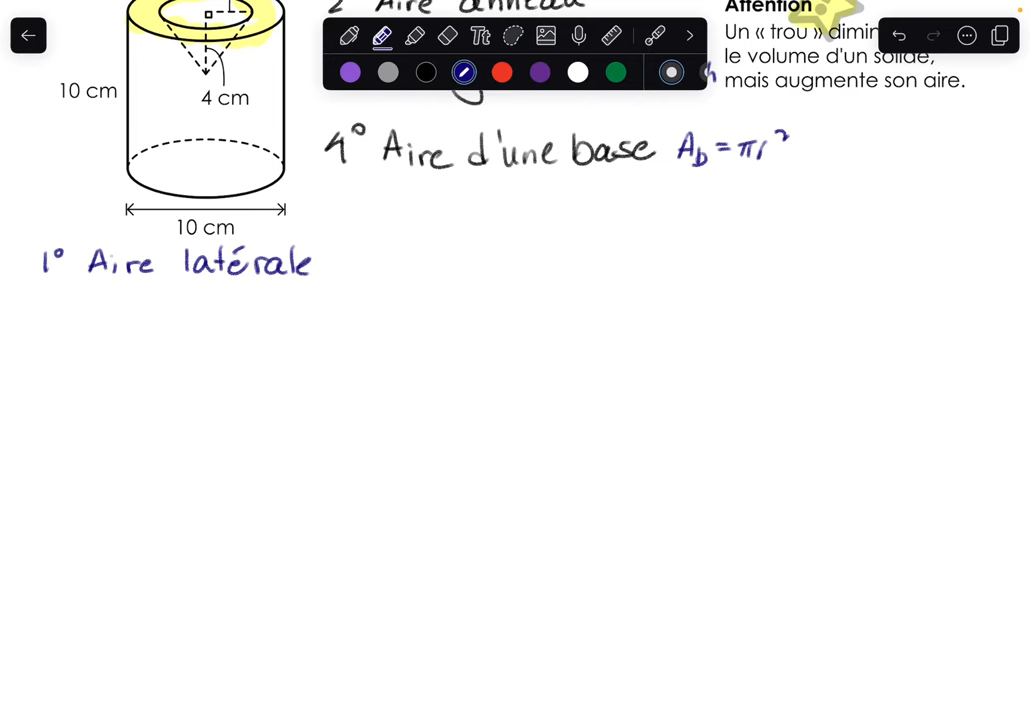 2° Aire anneau
Attention
Un « trou » dimin
le volume d'un solide,
mais augmente son aire.
10 cm
4 cm
4° Aire d'une base Ab = πr²
10 cm
1° Aire latérale